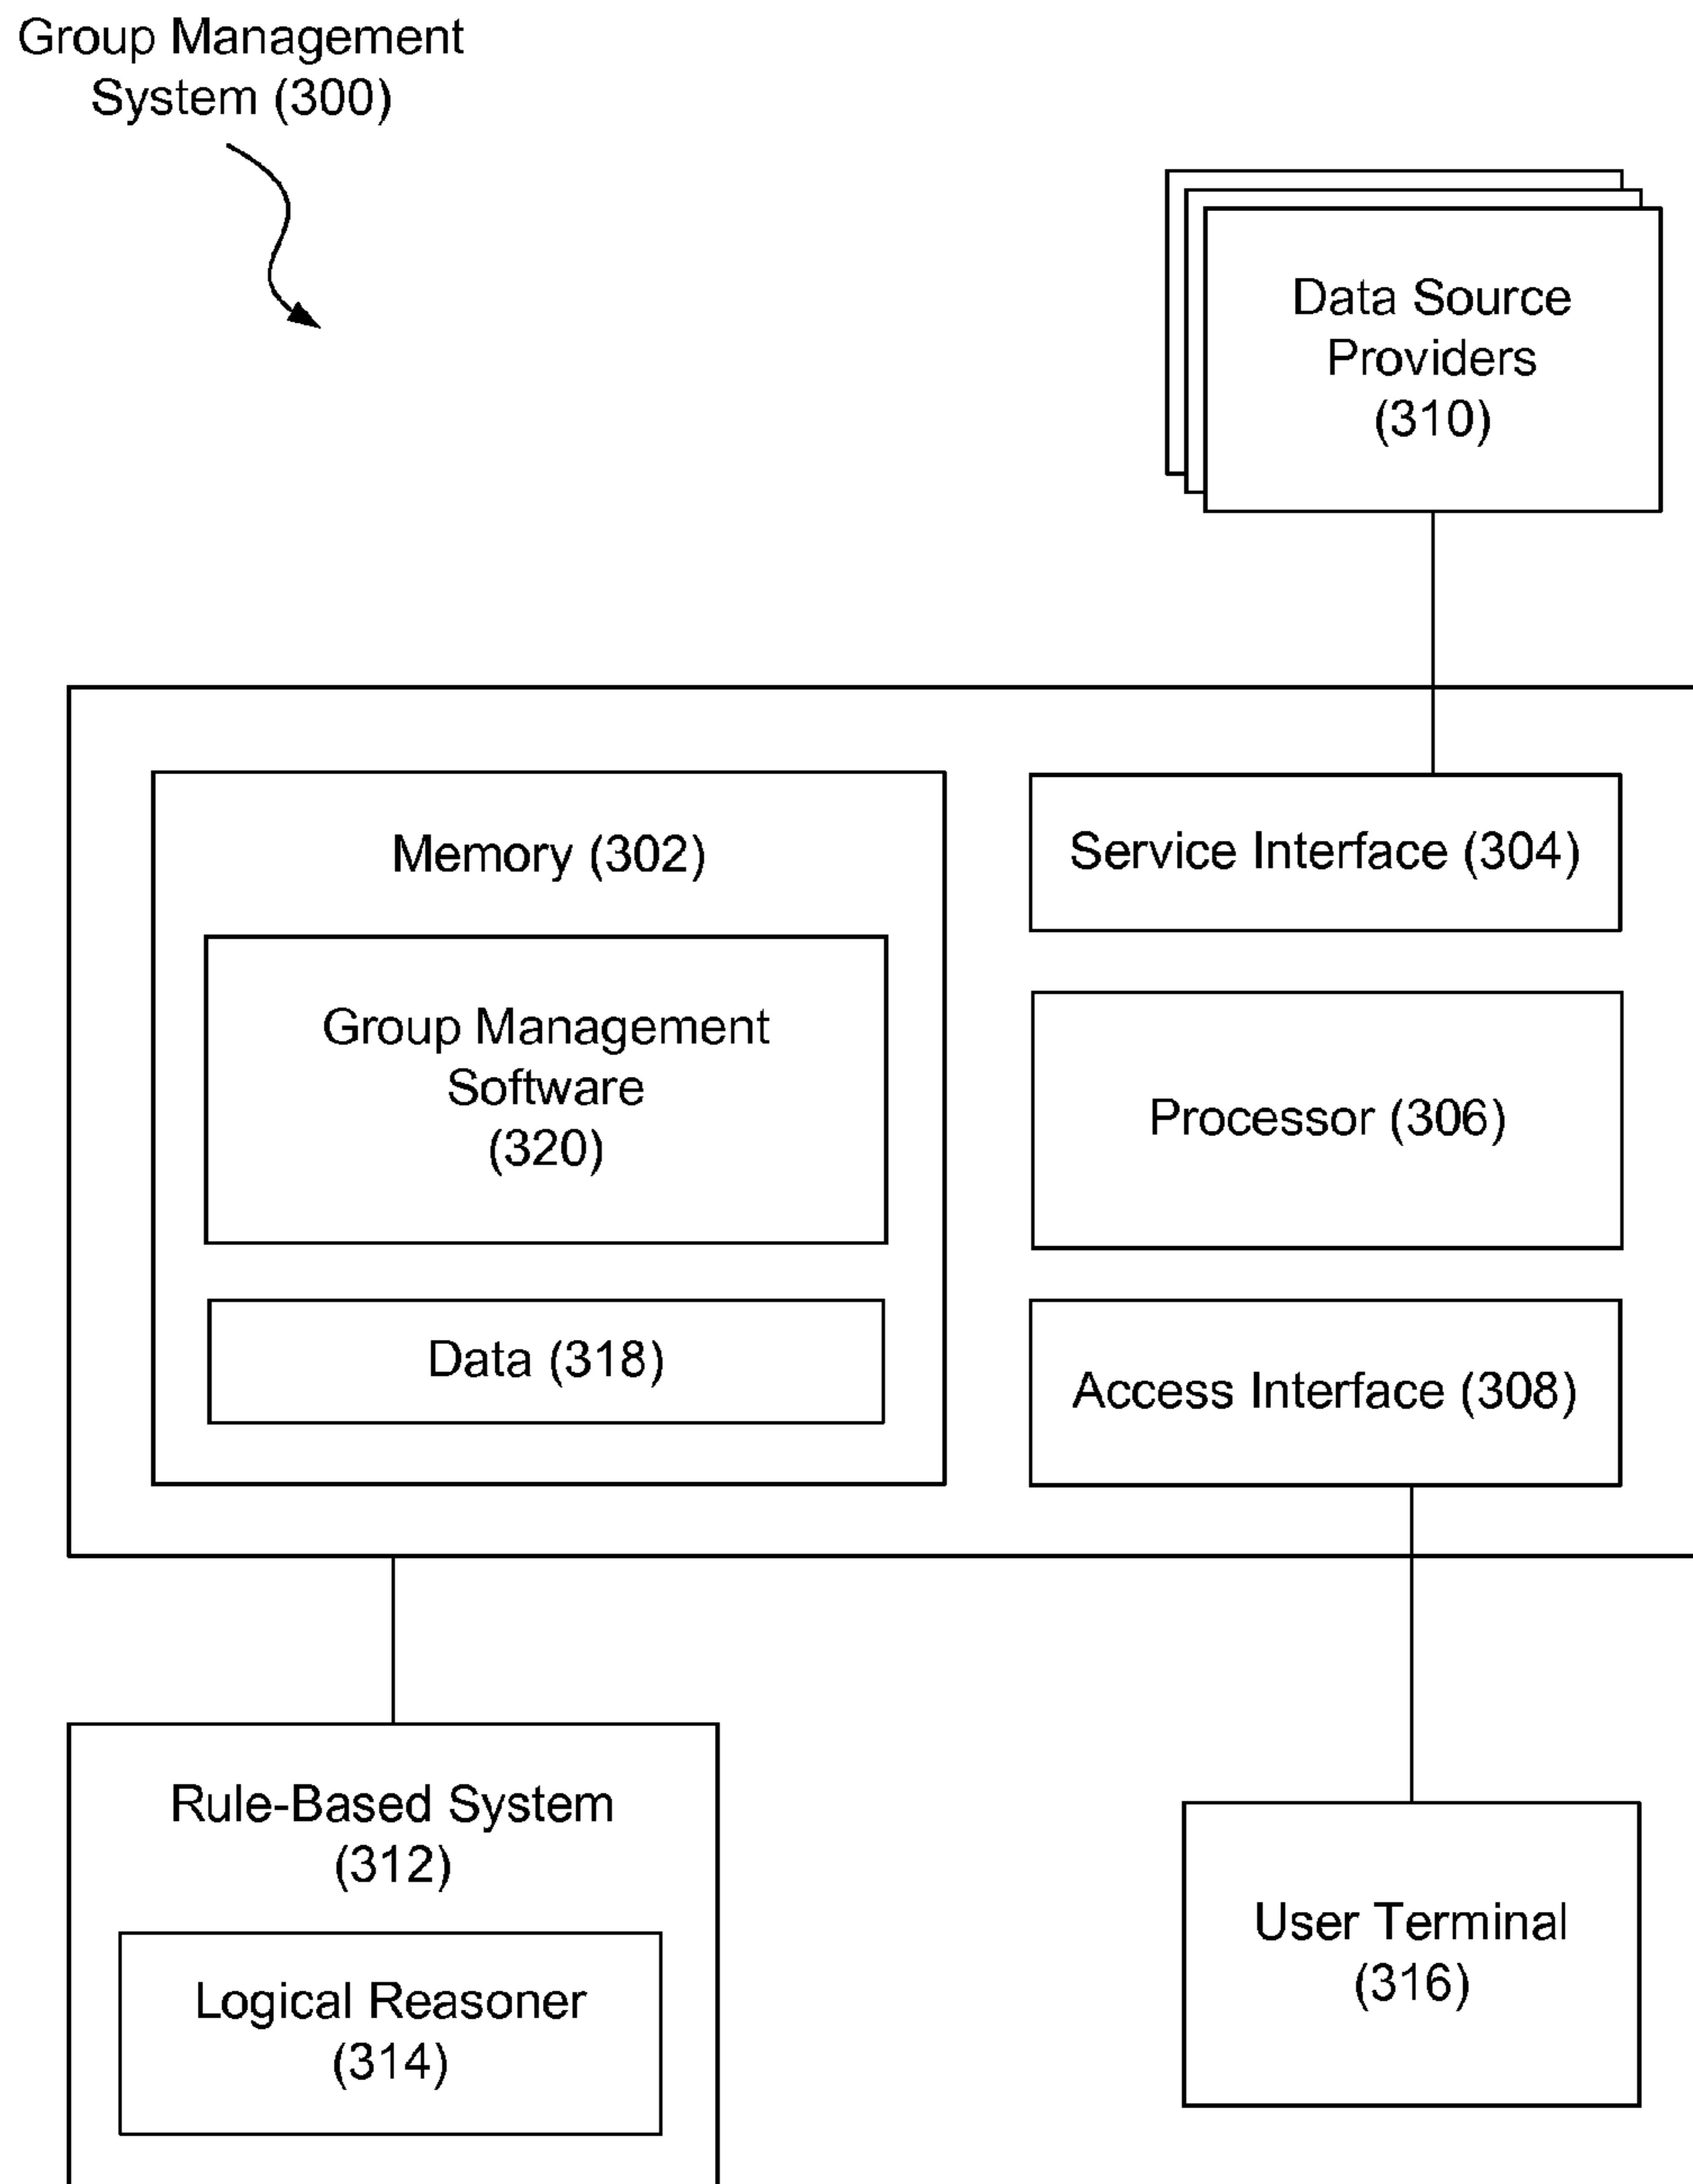 Group Management
System (300)
Data Source
Providers
(310)
Memory (302)
Service Interface (304)
Group Management
Software
(320)
Processor (306)
Data (318)
Access Interface (308)
Rule-Based System
(312)
Logical Reasoner
(314)
User Terminal
(316)